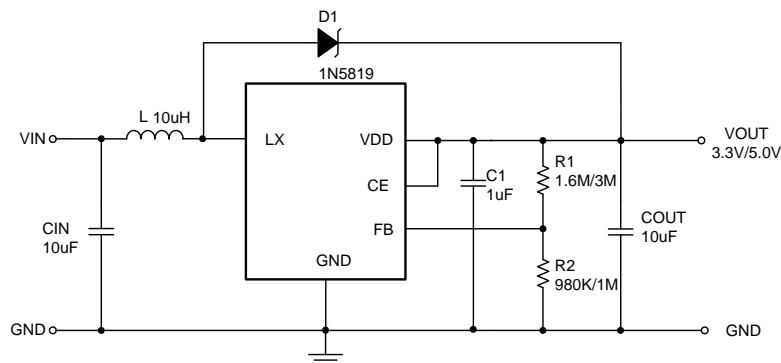 D1
1N5819
L 10uH
VIN
LX
VDD
VOUT
3.3V/5.0V
R1
1.6M/3M
C1
1uF
CE
CIN
10uF
FB
COUT
10uF
GND
R2
980K/1M
GND
GND